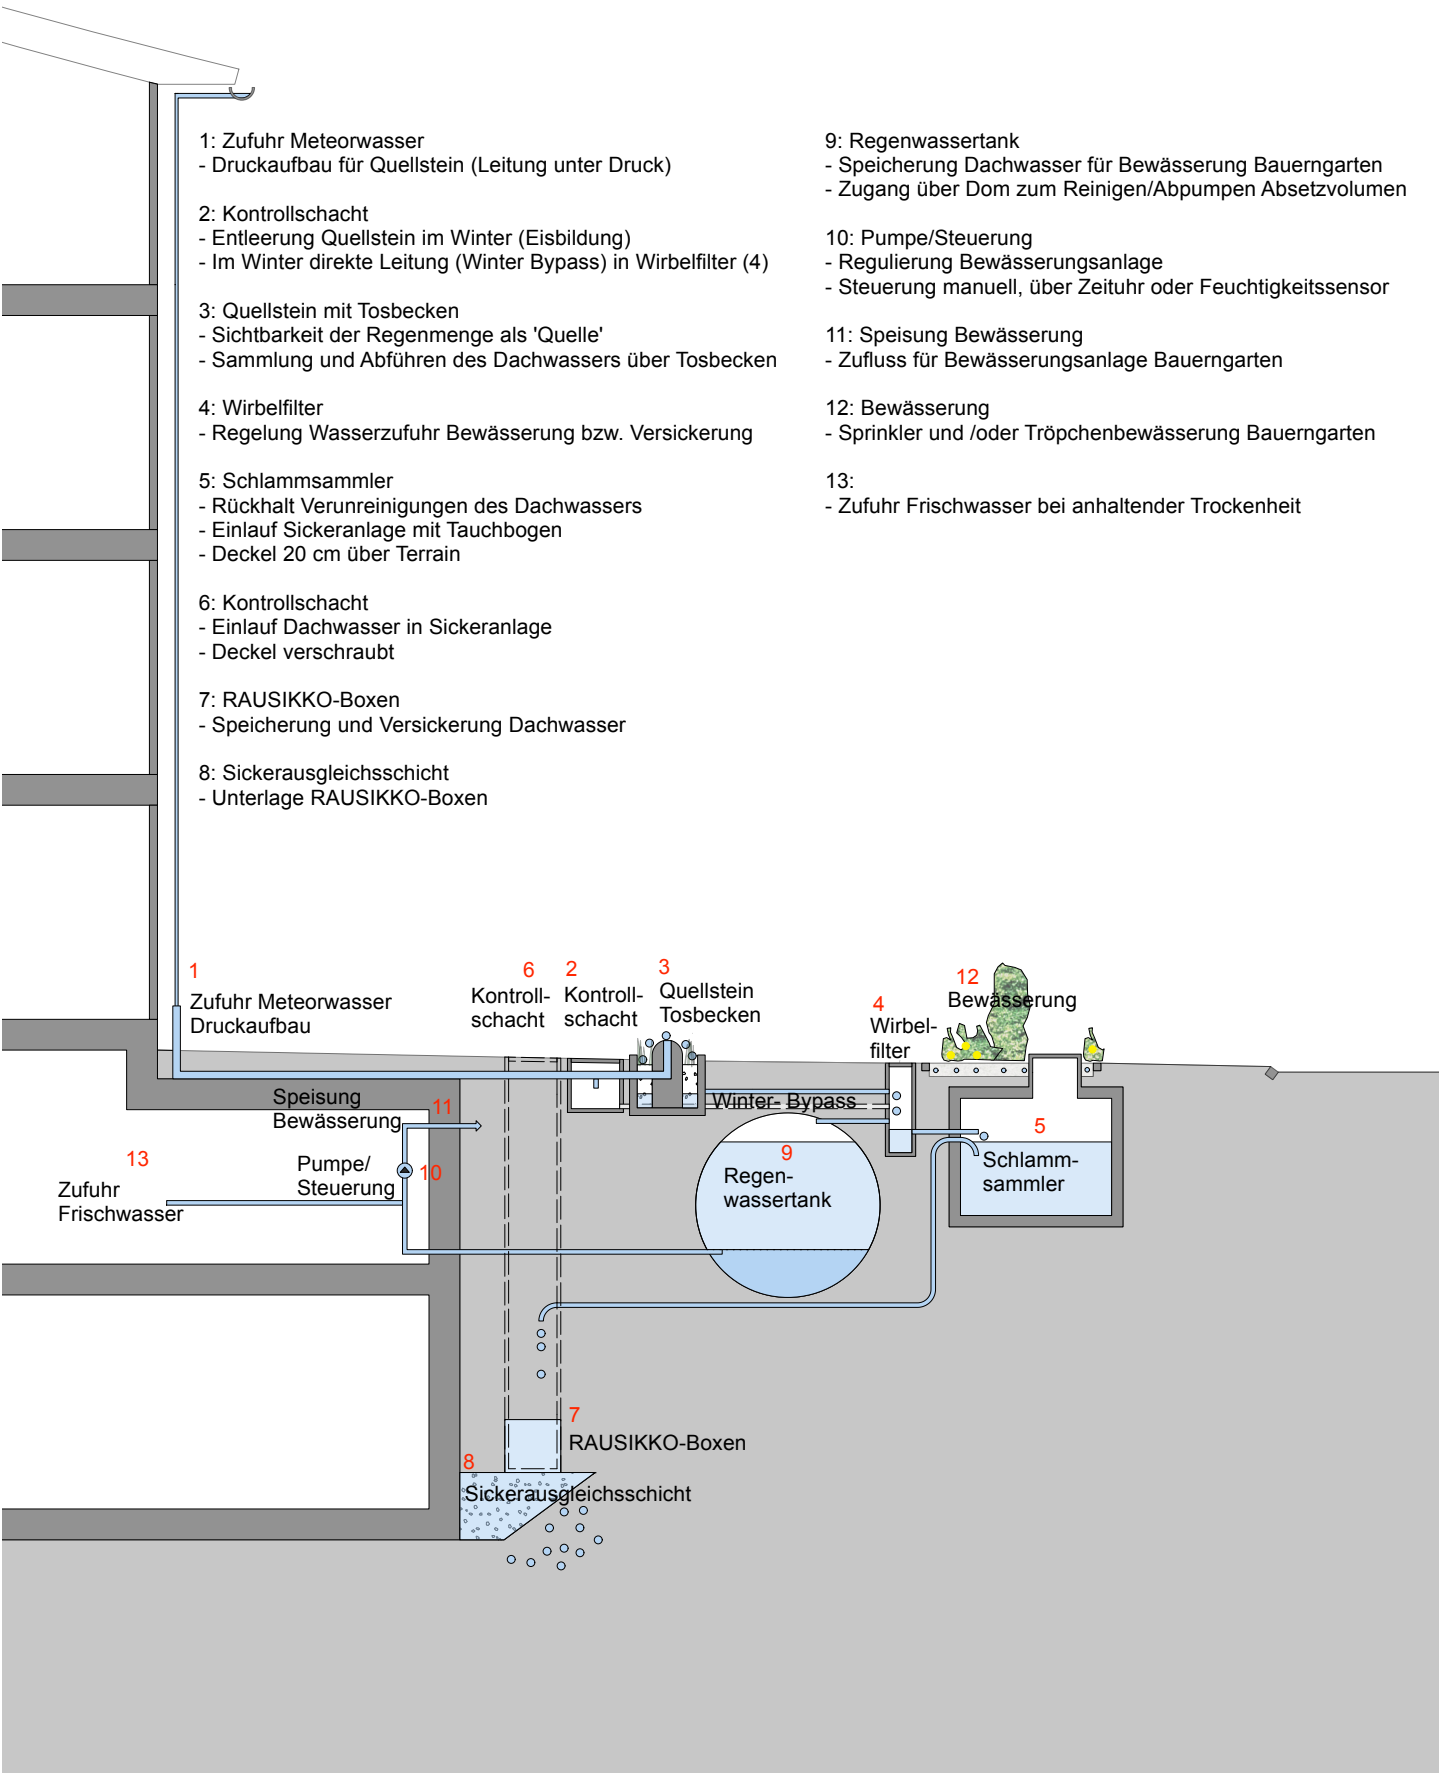 1: Zufuhr Meteorwasser
- Druckaufbau für Quellstein (Leitung unter Druck)
2: Kontrollschacht
- Entleerung Quellstein im Winter (Eisbildung)
- Im Winter direkte Leitung (Winter Bypass) in Wirbelfilter (4)
3: Quellstein mit Tosbecken
- Sichtbarkeit der Regenmenge als 'Quelle'
- Sammlung und Abführen des Dachwassers über Tosbecken
4: Wirbelfilter
- Regelung Wasserzufuhr Bewässerung bzw. Versickerung
5: Schlammsammler
- Rückhalt Verunreinigungen des Dachwassers
- Einlauf Sickeranlage mit Tauchbogen
- Deckel 20 cm über Terrain
6: Kontrollschacht
- Einlauf Dachwasser in Sickeranlage
- Deckel verschraubt
7: RAUSIKKO-Boxen
- Speicherung und Versickerung Dachwasser
8: Sickerausgleichsschicht
- Unterlage RAUSIKKO-Boxen
9: Regenwassertank
- Speicherung Dachwasser für Bewässerung Bauerngarten
- Zugang über Dom zum Reinigen/Abpumpen Absetzvolumen
10: Pumpe/Steuerung
- Regulierung Bewässerungsanlage
- Steuerung manuell, über Zeituhr oder Feuchtigkeitssensor
11: Speisung Bewässerung
- Zufluss für Bewässerungsanlage Bauerngarten
12: Bewässerung
- Sprinkler und /oder Tröpchenbewässerung Bauerngarten
13:
- Zufuhr Frischwasser bei anhaltender Trockenheit
1
Zufuhr Meteorwasser
Druckaufbau
6
Kontroll-
schacht
2
Kontroll-
schacht
3
Quellstein
Tosbecken
4
Wirbel-
filter
12
Bewässerung
Speisung
Bewässerung
11
Winter- Bypass
5
Schlamm-
sammler
13
Zufuhr
Frischwasser
Pumpe/
Steuerung
10
9
Regen-
wassertank
7
RAUSIKKO-Boxen
8
Sickerausgleichsschicht